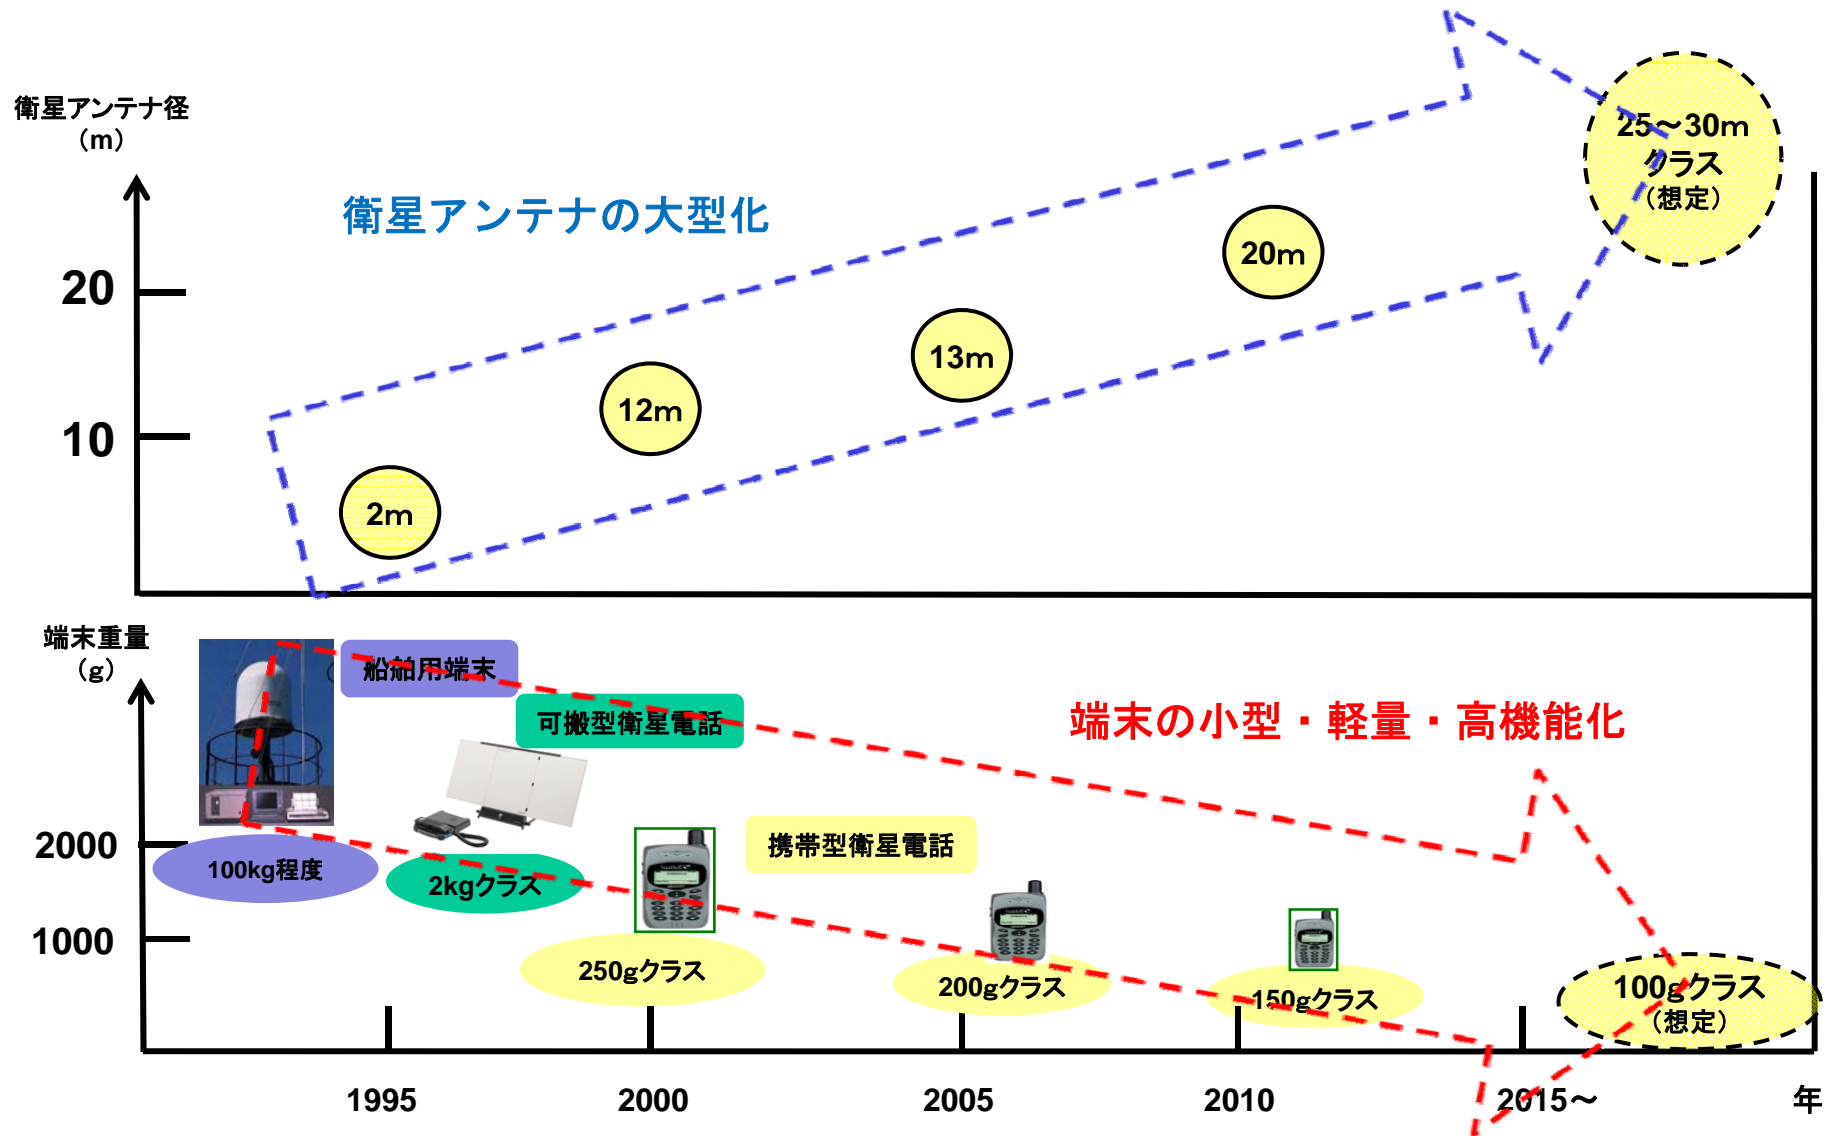 衛星アンテナ径
（m）
衛星アンテナの大型化
25～30m
クラス
（想定）
20m
13m
12m
2m
20
10
端末重量
（g）
船舶用端末
可搬型衛星電話
端末の小型・軽量・高機能化
携帯型衛星電話
2000
1000
100kg程度
2kgクラス
250gクラス
200gクラス
150gクラス
100gクラス
（想定）
1995
2000
2005
2010
2015～
年